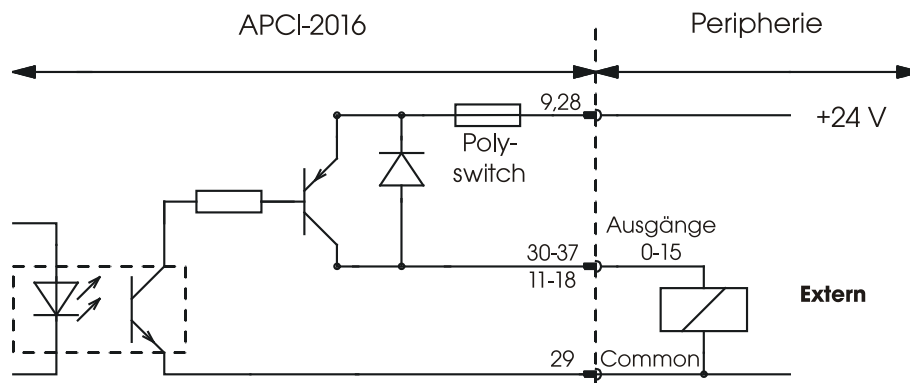 APCI-2016
Peripherie
9,28
+24 V
Poly-
switch
Ausgänge
30-37
0-15
11-18
Extern
29
Common